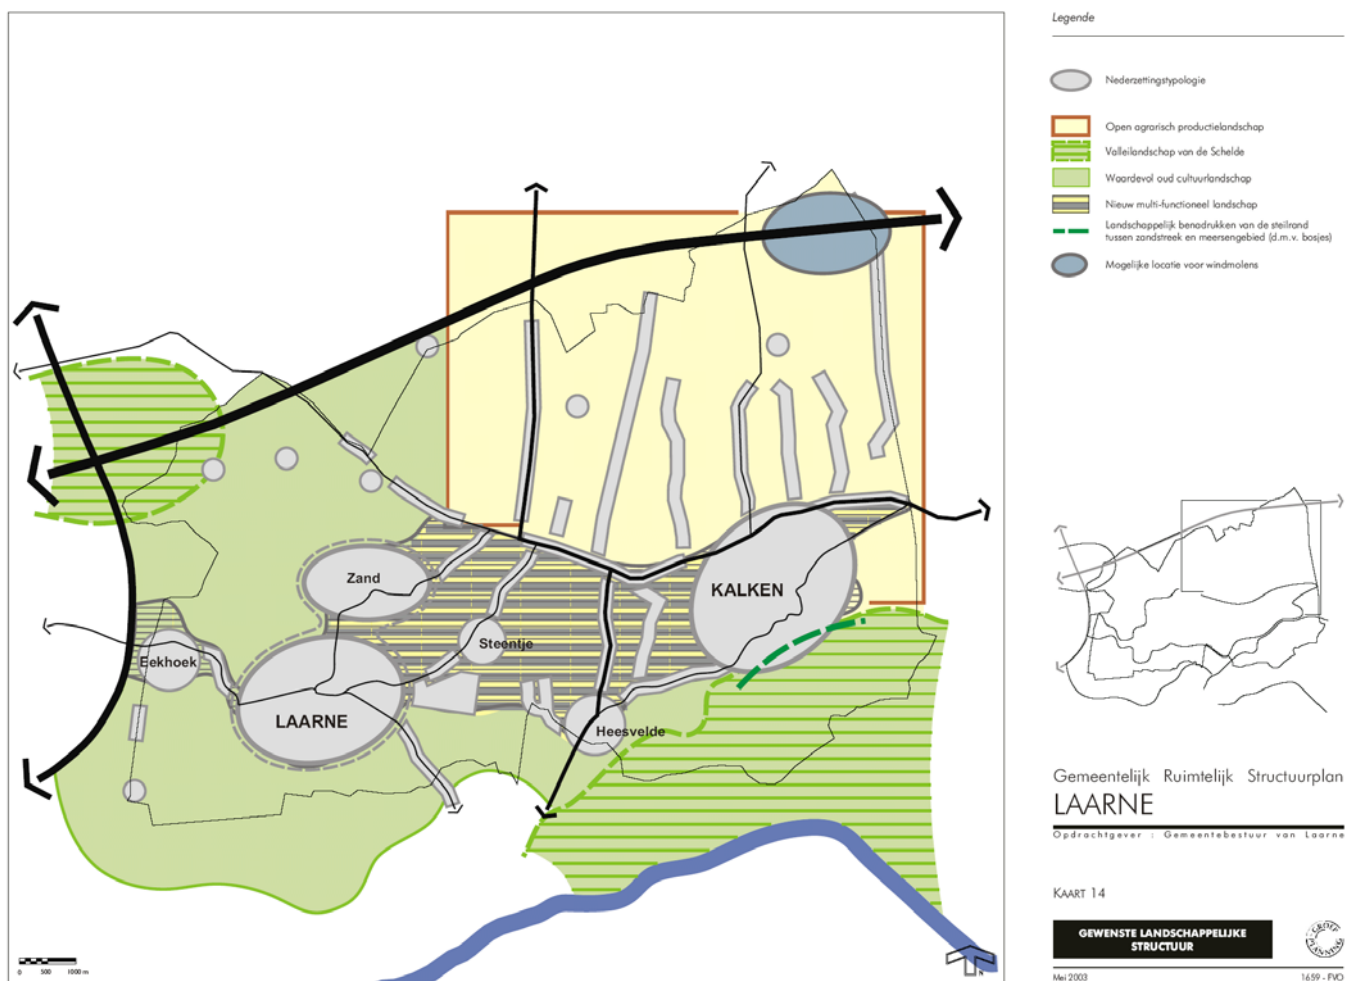 Legende
Nederzettingstypologie
Open agrarisch productielandschap
Valleilandschap van de Schelde
Waardevol oud cultuurlandschap
Nieuw multi-functioneel landschap
Landschappelijk benadrukken van de steilrand
tussen zandstreek en meersengebied (d.m.v. bosjes)
Mogelijke locatie voor windmolens
Zand
KALKEN
Steentje
Eekhoek
LAARNE
Heesvelde
Gemeentelijk Ruimtelijk Structuurplan
LAARNE
Opdrachtgever : Gemeentebestuur van Laarne
KAART 14
GEWENSTE LANDSCHAPPELIJKE
STRUCTUUR
GROEP
PLANNING
Mei 2003
1659 - FVO
0 500 1000 m
N